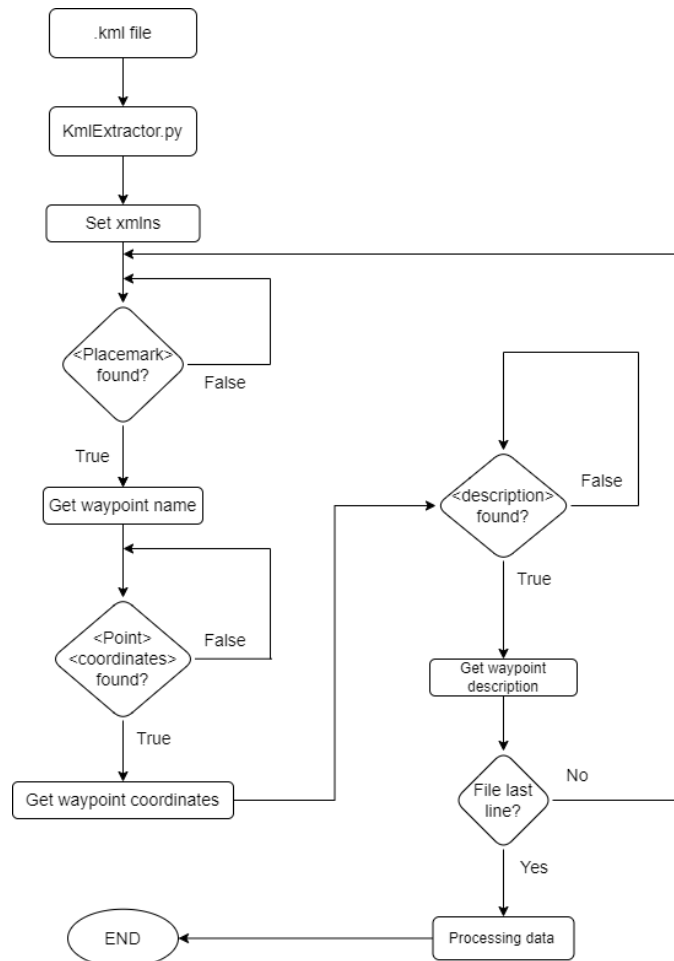 .kml file
KmlExtractor.py
Set xmlns
<Placemark>
found?
False
True
Get waypoint name
<Point>
<coordinates>
found?
False
True
Get waypoint coordinates
<description>
found?
False
True
Get waypoint
description
File last
line?
No
Yes
Processing data
END